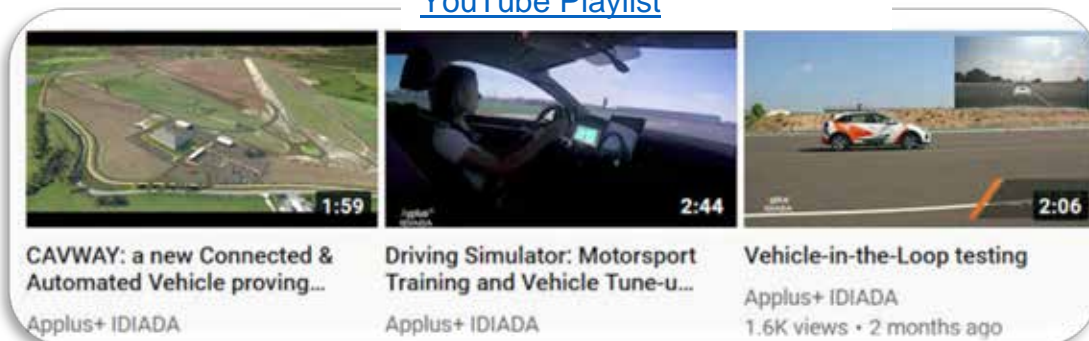 YouTube Playlist
1:59
2:44
2:06
CAVWAY: a new Connected &
Automated Vehicle proving...
Applus+ IDIADA
Driving Simulator: Motorsport
Training and Vehicle Tune-u...
Applus+ IDIADA
Vehicle-in-the-Loop testing
Applus+ IDIADA
1.6K views • 2 months ago